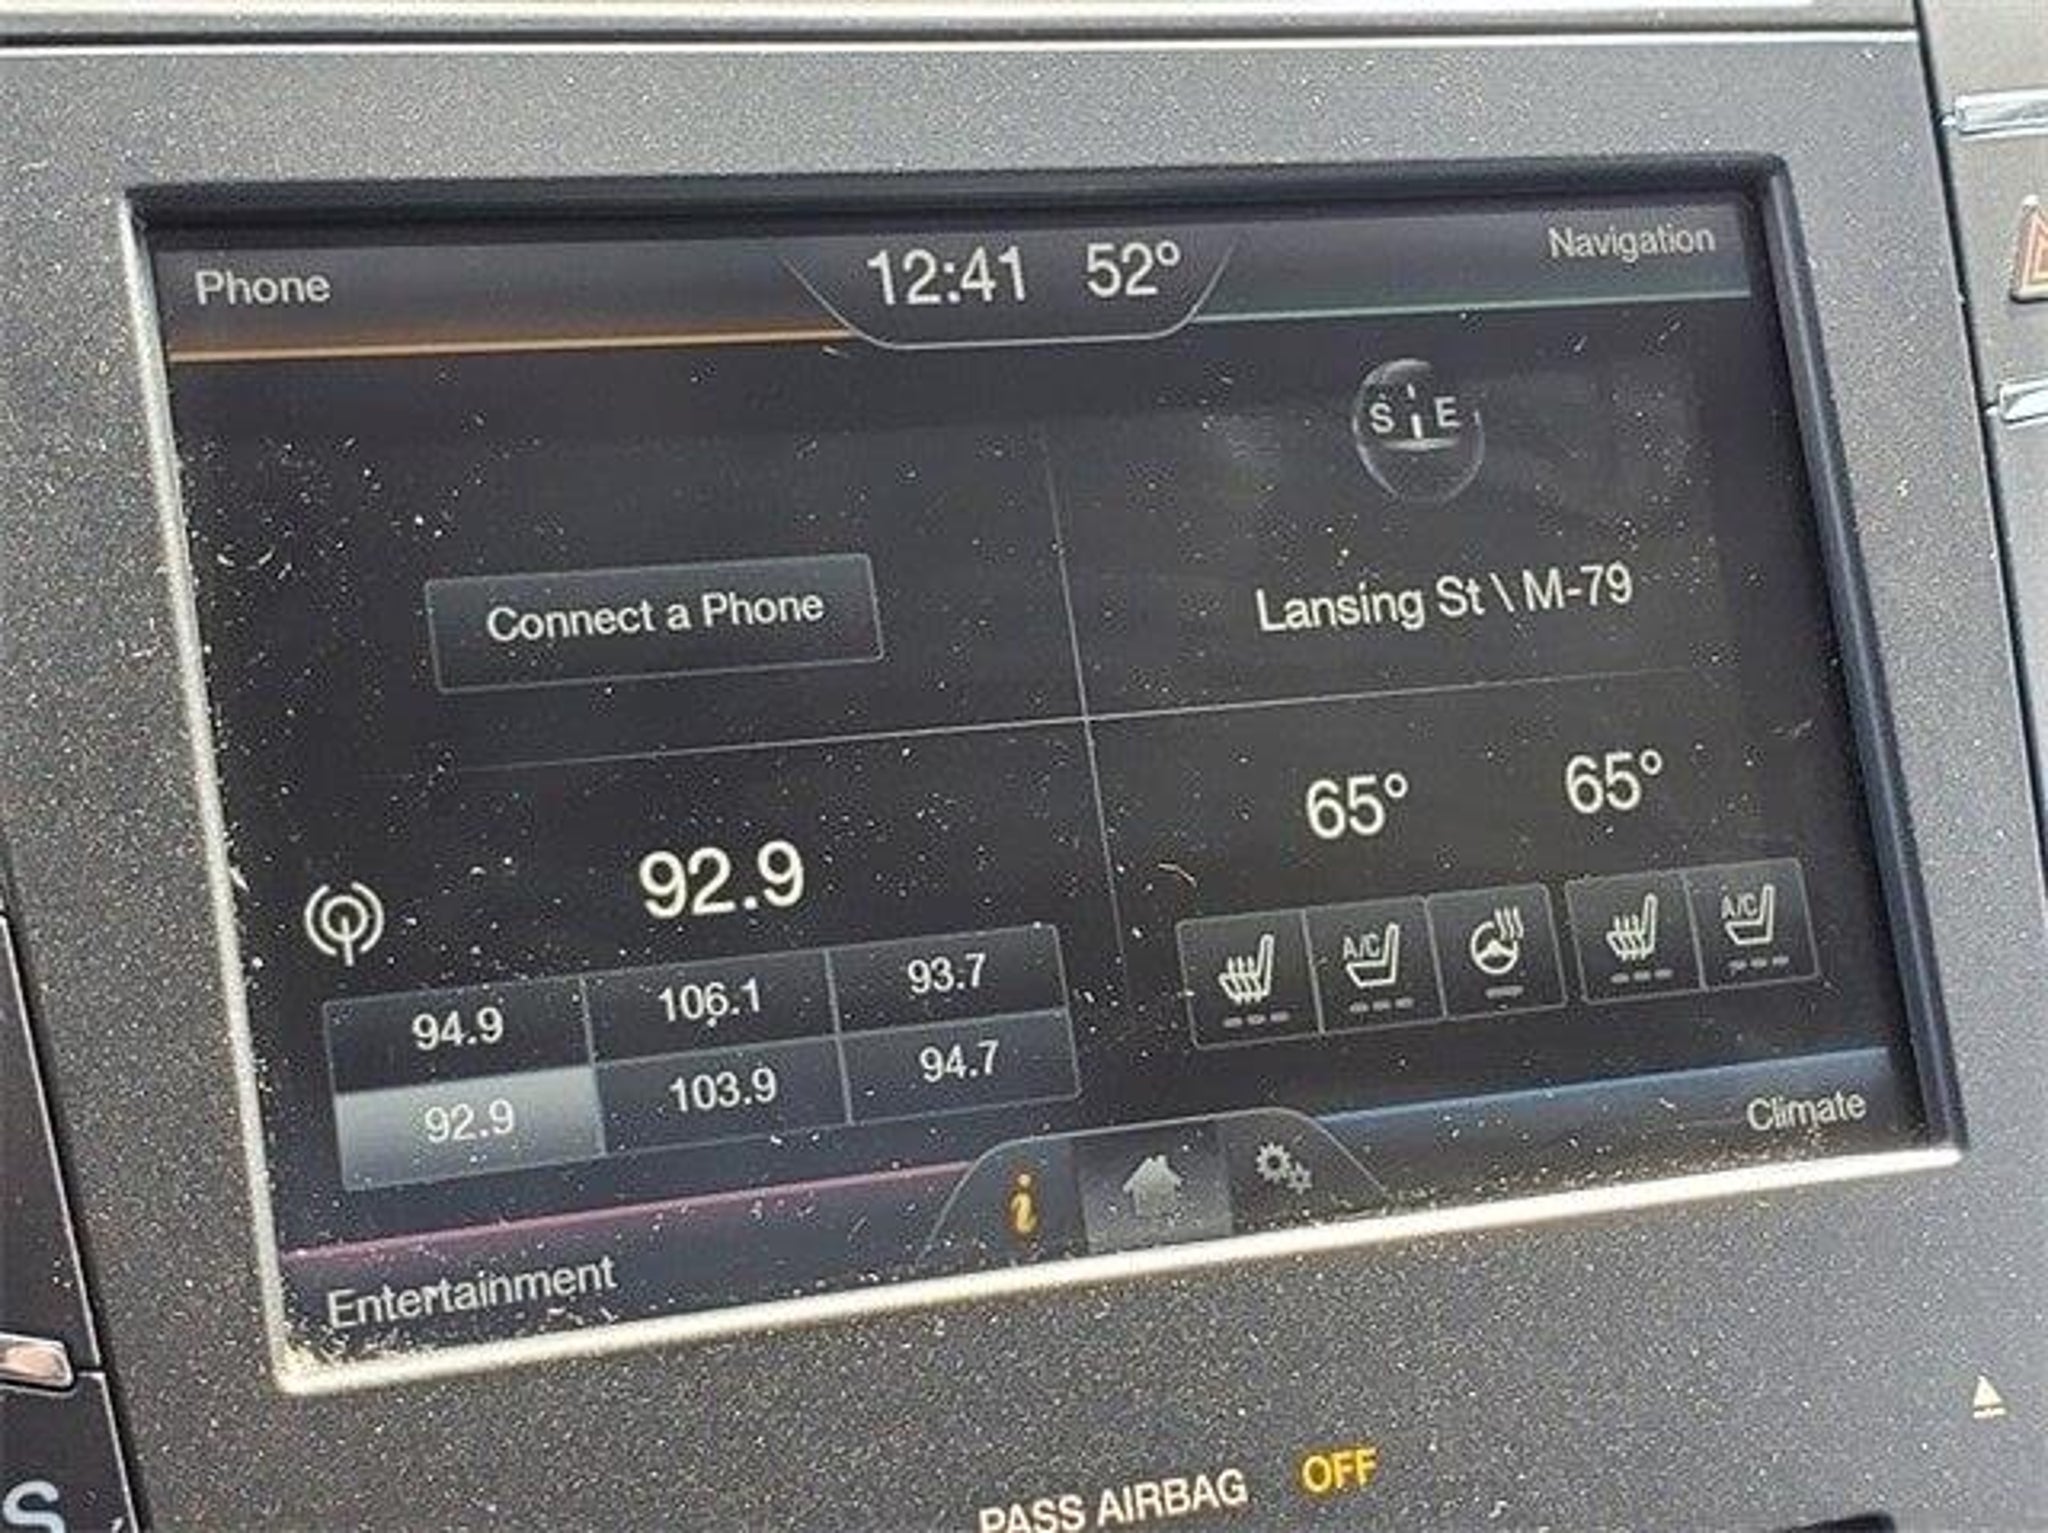 Phone
12:41 52°
Navigation
S E
Connect a Phone
Lansing St \ M-79
92.9
65° 65°
94.9 106.1 93.7
92.9 103.9 94.7
A/C A/C
i
Climate
Entertainment
PASS AIRBAG OFF
S